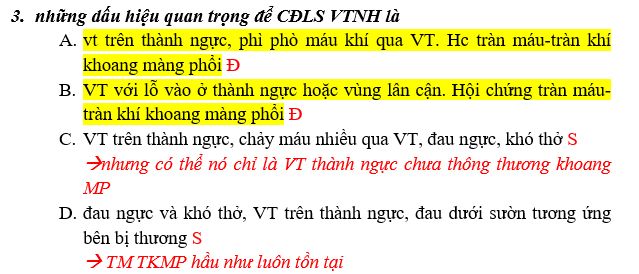 3. những dấu hiệu quan trọng để CĐLS VTNH là
A. vt trên thành ngực, phì phò máu khí qua VT. Hc tràn máu-tràn khí
khoang màng phổi Đ
B. VT với lỗ vào ở thành ngực hoặc vùng lân cận. Hội chứng tràn máu-
tràn khí khoang màng phổi Đ
C. VT trên thành ngực, chảy máu nhiều qua VT, đau ngực, khó thở S
→nhưng có thể nó chỉ là VT thành ngực chưa thông thương khoang
MP
D. đau ngực và khó thở, VT trên thành ngực, đau dưới sườn tương ứng
bên bị thương S
→ TM TKMP hầu như luôn tồn tại